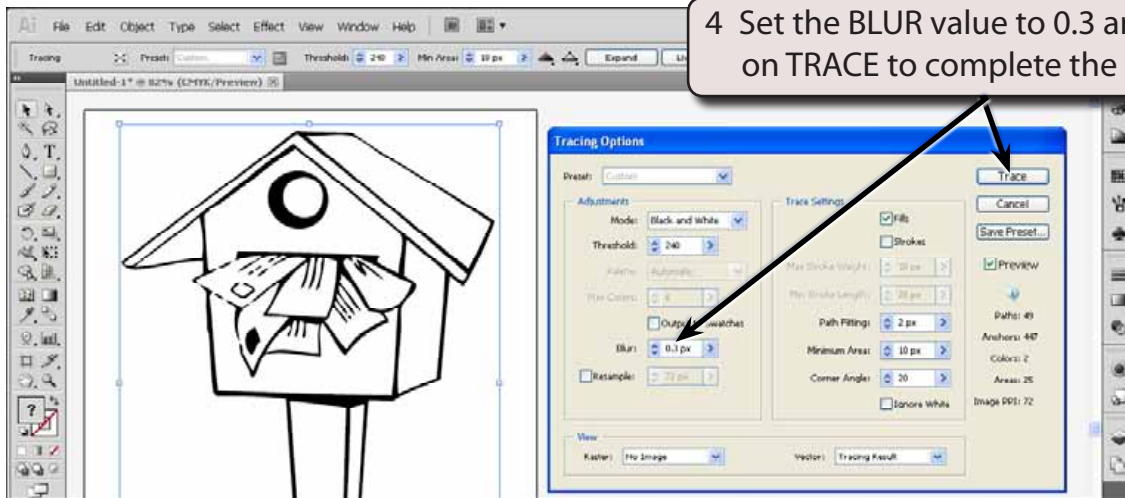 Ai File Edit Object Type Select Effect View Window Help
4 Set the BLUR value to 0.3 an
on TRACE to complete the
Tracing Preset: Custom Threshold: 240 Min Area: 10 px Expand
Untitled-1* @ 82% (CMYK/Preview)
Tracing Options
Preset: Custom
Trace
Cancel
Save Preset...
Preview
Paths: 49
Anchors: 447
Colors: 2
Areas: 25
Image PPI: 72
Adjustments
Mode: Black and White
Threshold: 240
Palette: Automatic
Max Colors: 6
Output Swatches
Blur: 0.3 px
Resample: 72 px
Trace Settings
Fills
Strokes
Max Stroke Weight: 10 px
Min Stroke Length: 20 px
Path Fitting: 2 px
Minimum Area: 10 px
Corner Angle: 20
Ignore White
View
Raster: No Image
Vector: Tracing Result
T
?